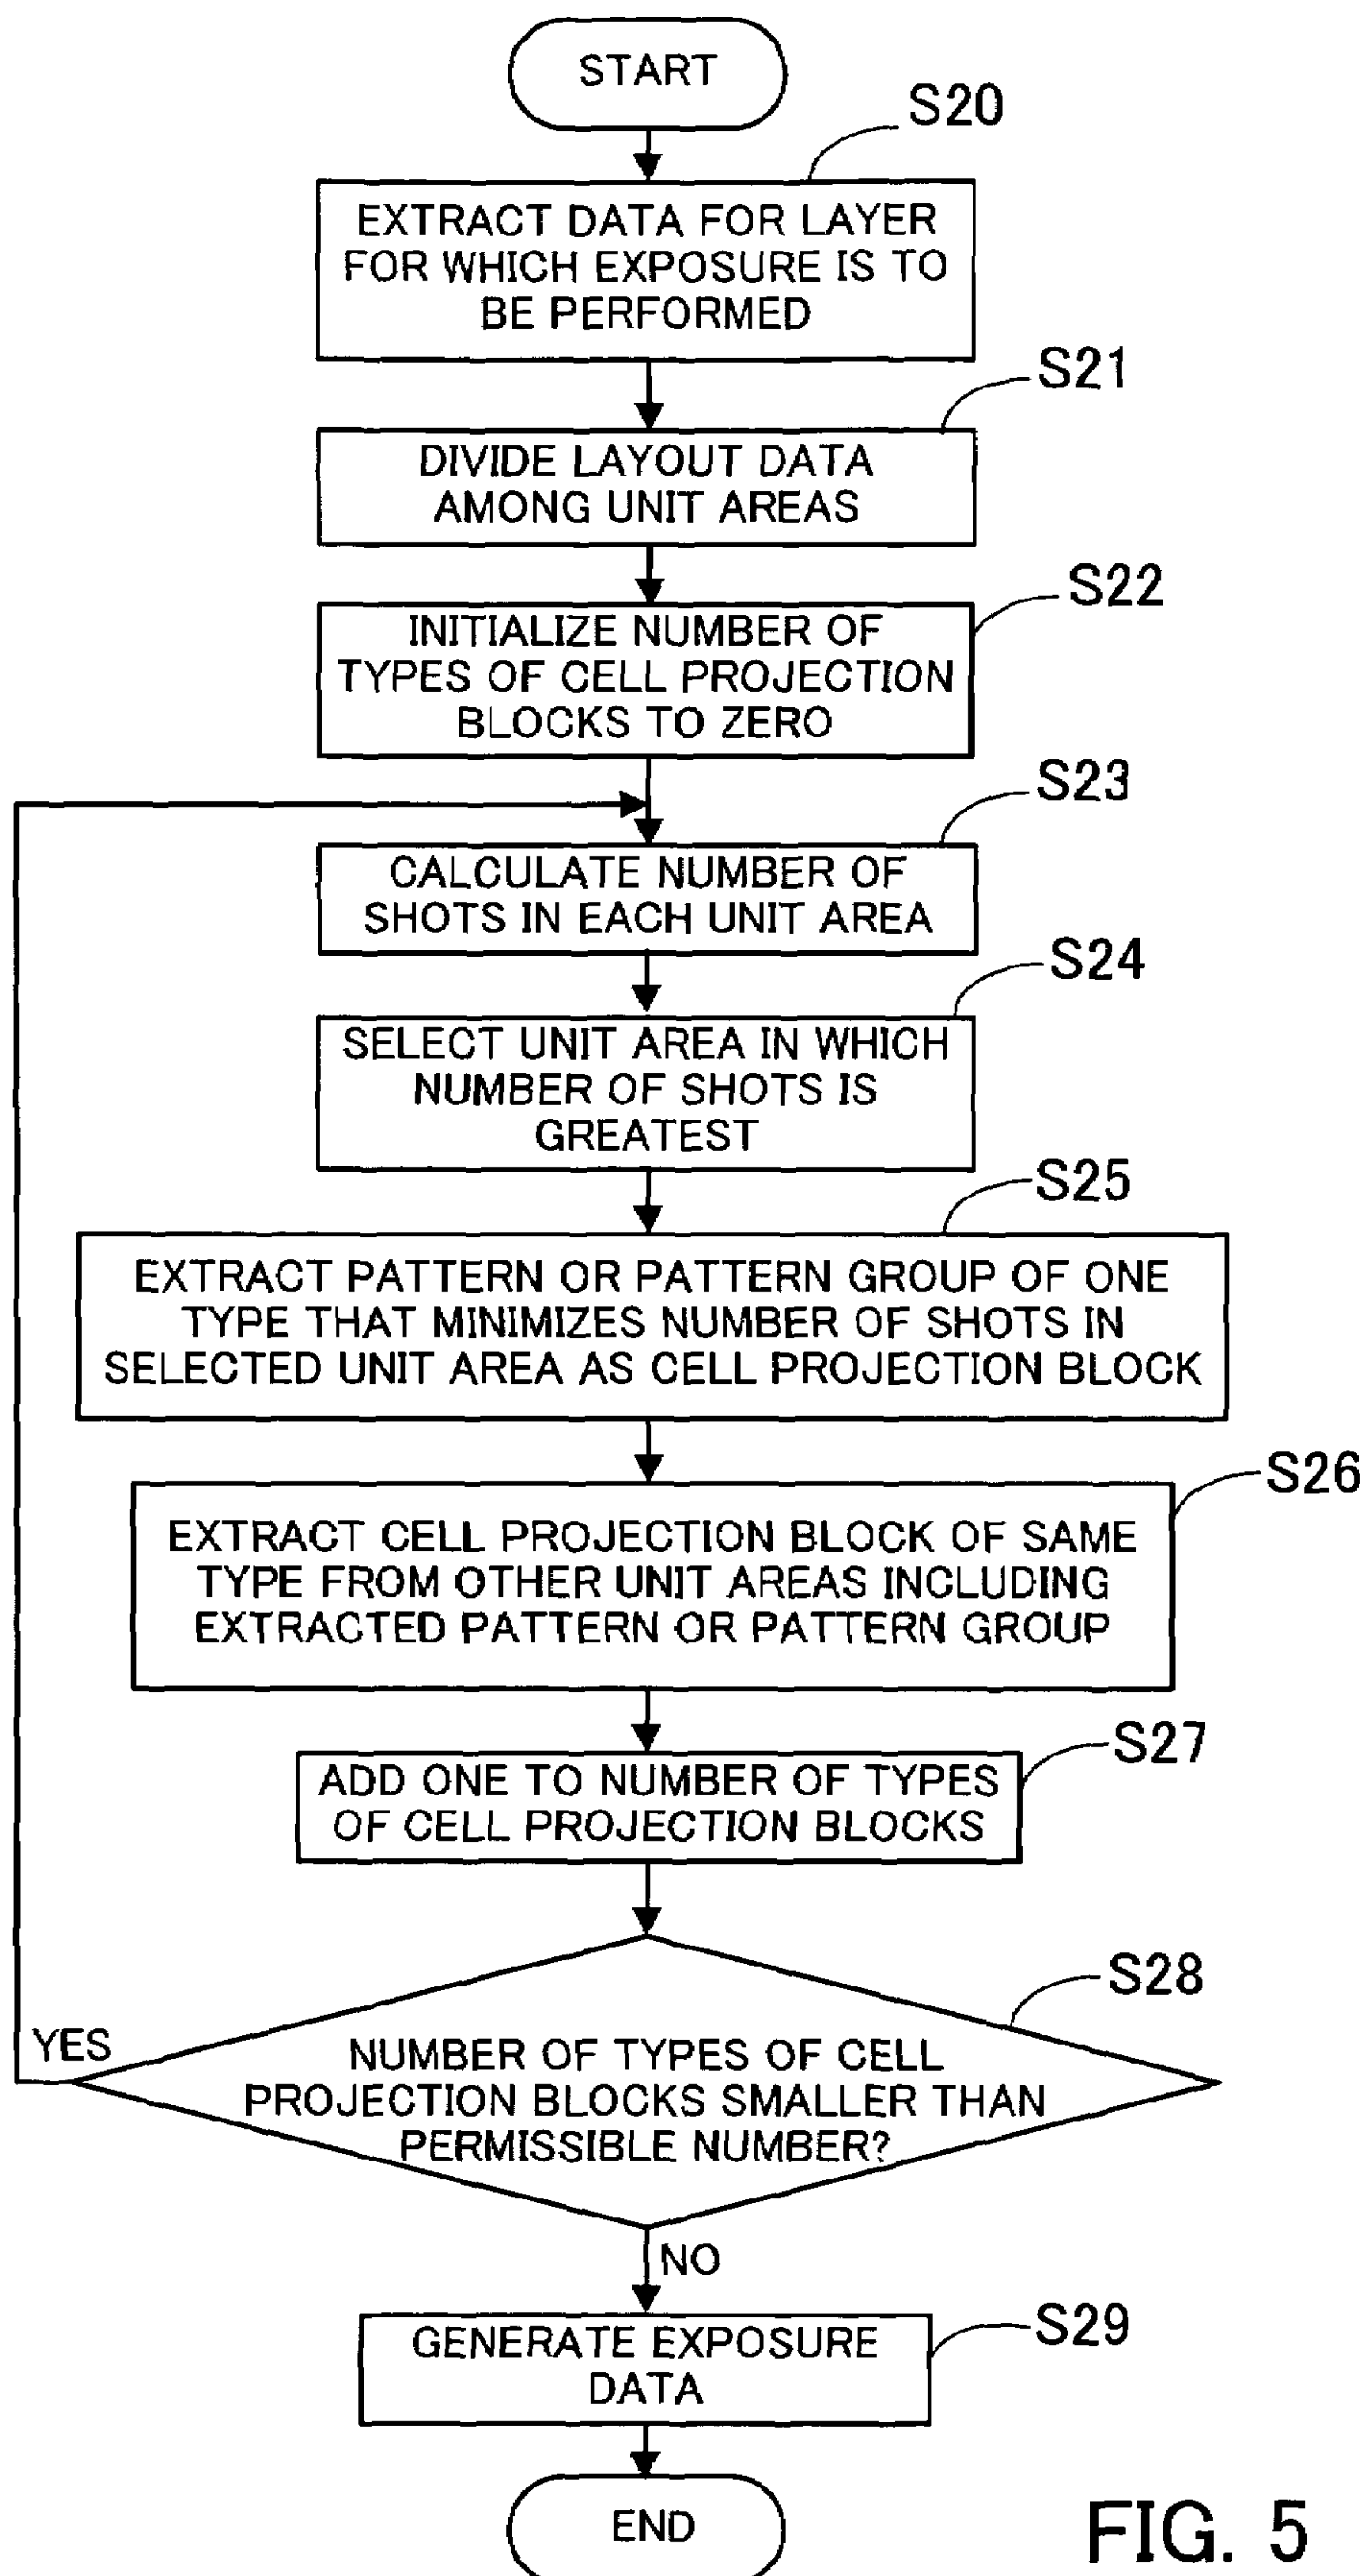 START
S20
EXTRACT DATA FOR LAYER
FOR WHICH EXPOSURE IS TO
BE PERFORMED
S21
DIVIDE LAYOUT DATA
AMONG UNIT AREAS
S22
INITIALIZE NUMBER OF
TYPES OF CELL PROJECTION
BLOCKS TO ZERO
S23
CALCULATE NUMBER OF
SHOTS IN EACH UNIT AREA
S24
SELECT UNIT AREA IN WHICH
NUMBER OF SHOTS IS
GREATEST
S25
EXTRACT PATTERN OR PATTERN GROUP OF ONE
TYPE THAT MINIMIZES NUMBER OF SHOTS IN
SELECTED UNIT AREA AS CELL PROJECTION BLOCK
S26
EXTRACT CELL PROJECTION BLOCK OF SAME
TYPE FROM OTHER UNIT AREAS INCLUDING
EXTRACTED PATTERN OR PATTERN GROUP
S27
ADD ONE TO NUMBER OF TYPES
OF CELL PROJECTION BLOCKS
S28
YES
NUMBER OF TYPES OF CELL
PROJECTION BLOCKS SMALLER THAN
PERMISSIBLE NUMBER?
NO
S29
GENERATE EXPOSURE
DATA
END
FIG. 5